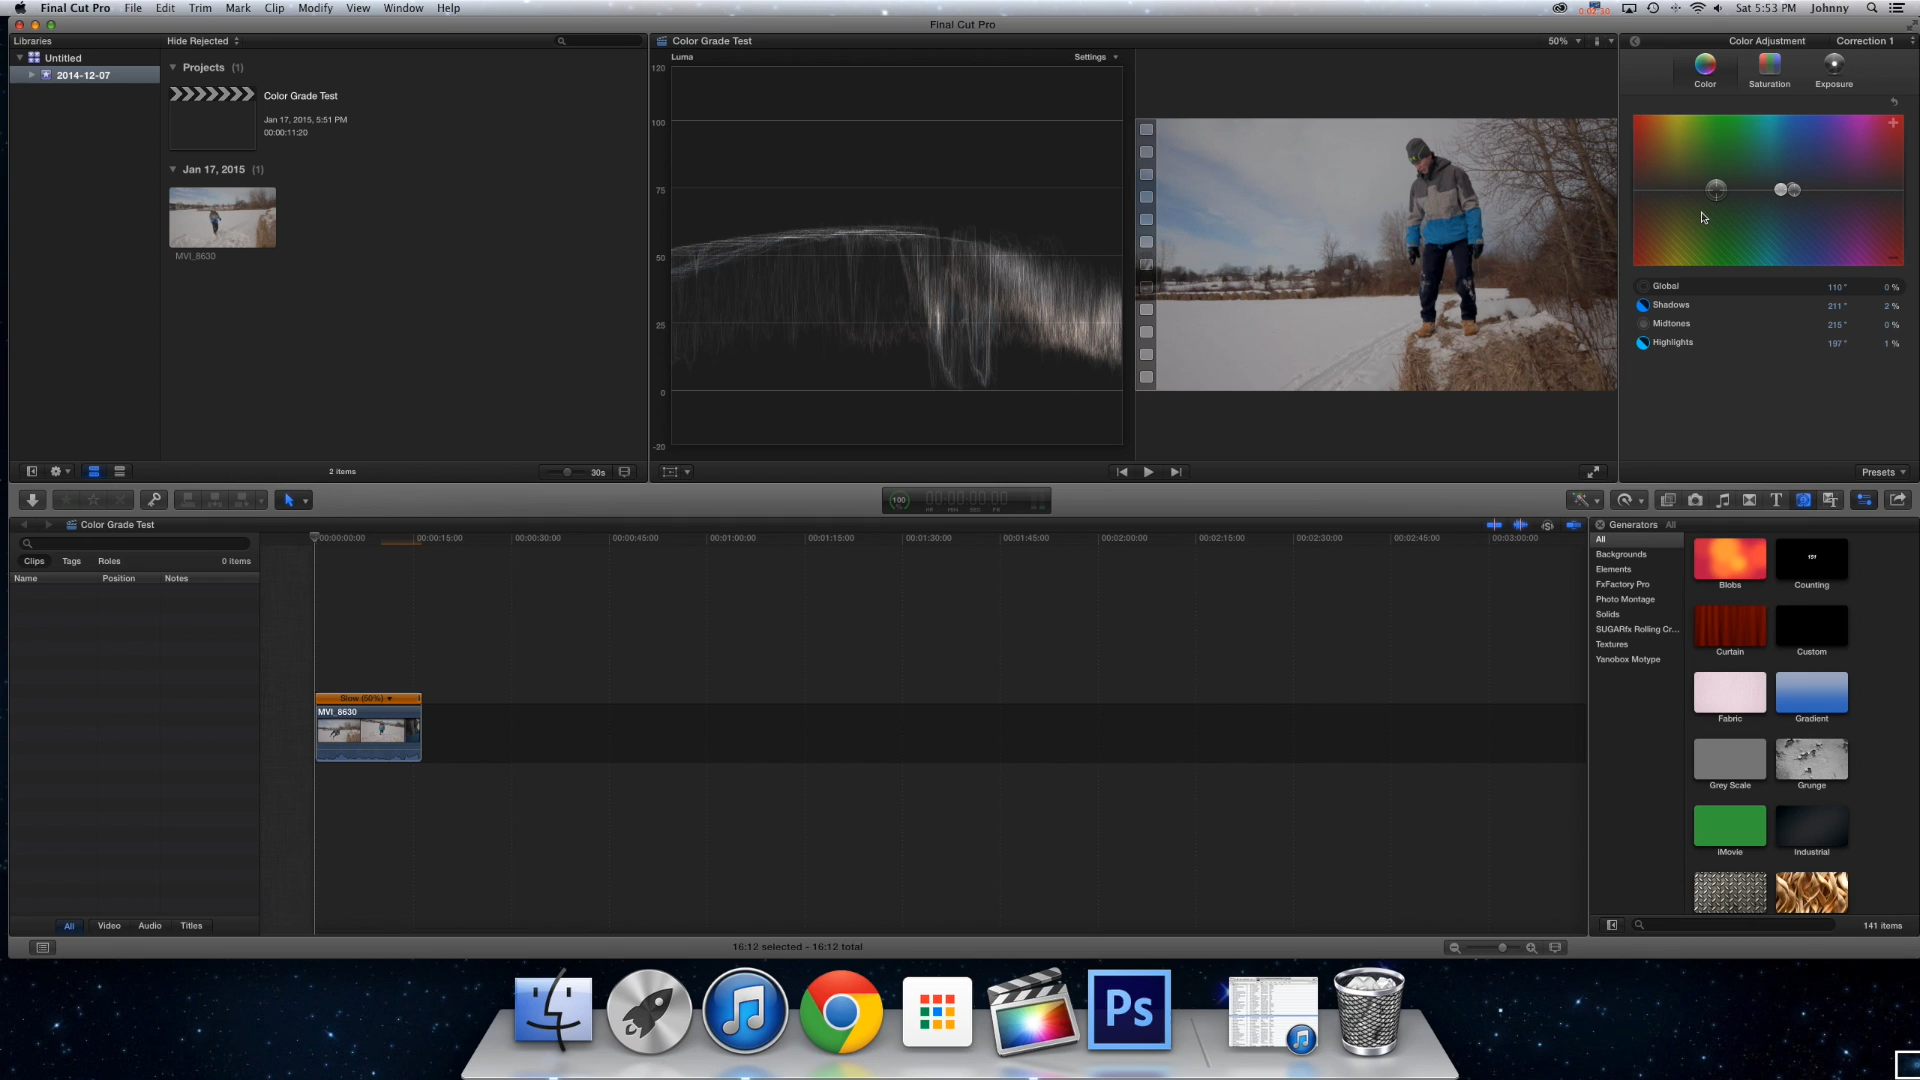 Final Cut Pro File Edit Trim Mark Clip Modify View Window Help
Sat 5:53 PM Johnny
Final Cut Pro
Libraries
Hide Rejected
Untitled
2014-12-07
Projects (1)
Color Grade Test
Jan 17, 2015, 5:51 PM
00:00:11:20
Jan 17, 2015 (1)
MVI_8630
2 items
30s
Color Grade Test
50%
Luma
Settings
120
100
75
50
25
0
-20
Color Adjustment
Correction 1
Color
Saturation
Exposure
Global 110 ° 0 %
Shadows 211 ° 2 %
Midtones 215 ° 0 %
Highlights 197 ° 1 %
Presets
100
00:00:00:00
HR MIN SEC FR
Color Grade Test
Clips Tags Roles 0 items
Name Position Notes
All Video Audio Titles
00:00:00:00 00:00:15:00 00:00:30:00 00:00:45:00 00:01:00:00 00:01:15:00 00:01:30:00 00:01:45:00 00:02:00:00 00:02:15:00 00:02:30:00 00:02:45:00 00:03:00:00
Slow (50%)
MVI_8630
Generators All
All
Backgrounds
Elements
FxFactory Pro
Photo Montage
Solids
SUGARfx Rolling Cr...
Textures
Yanobox Motype
Blobs
Counting
Curtain
Custom
Fabric
Gradient
Grey Scale
Grunge
iMovie
Industrial
141 items
16:12 selected - 16:12 total
Ps